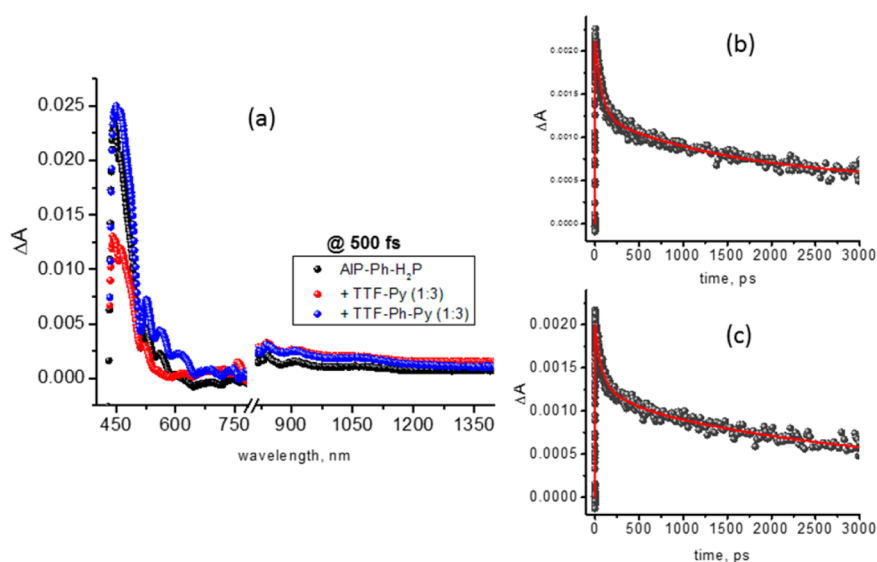 (a)
0.025
0.020
0.015
0.010
0.005
0.000
ΔA
@ 500 fs
AlP-Ph-H₂P
+ TTF-Py (1:3)
+ TTF-Ph-Py (1:3)
450 600 750 900 1050 1200 1350
wavelength, nm
(b)
0.0020
0.0015
0.0010
0.0005
0.0000
ΔA
0 500 1000 1500 2000 2500 3000
time, ps
(c)
0.0020
0.0015
0.0010
0.0005
0.0000
ΔA
0 500 1000 1500 2000 2500 3000
time, ps